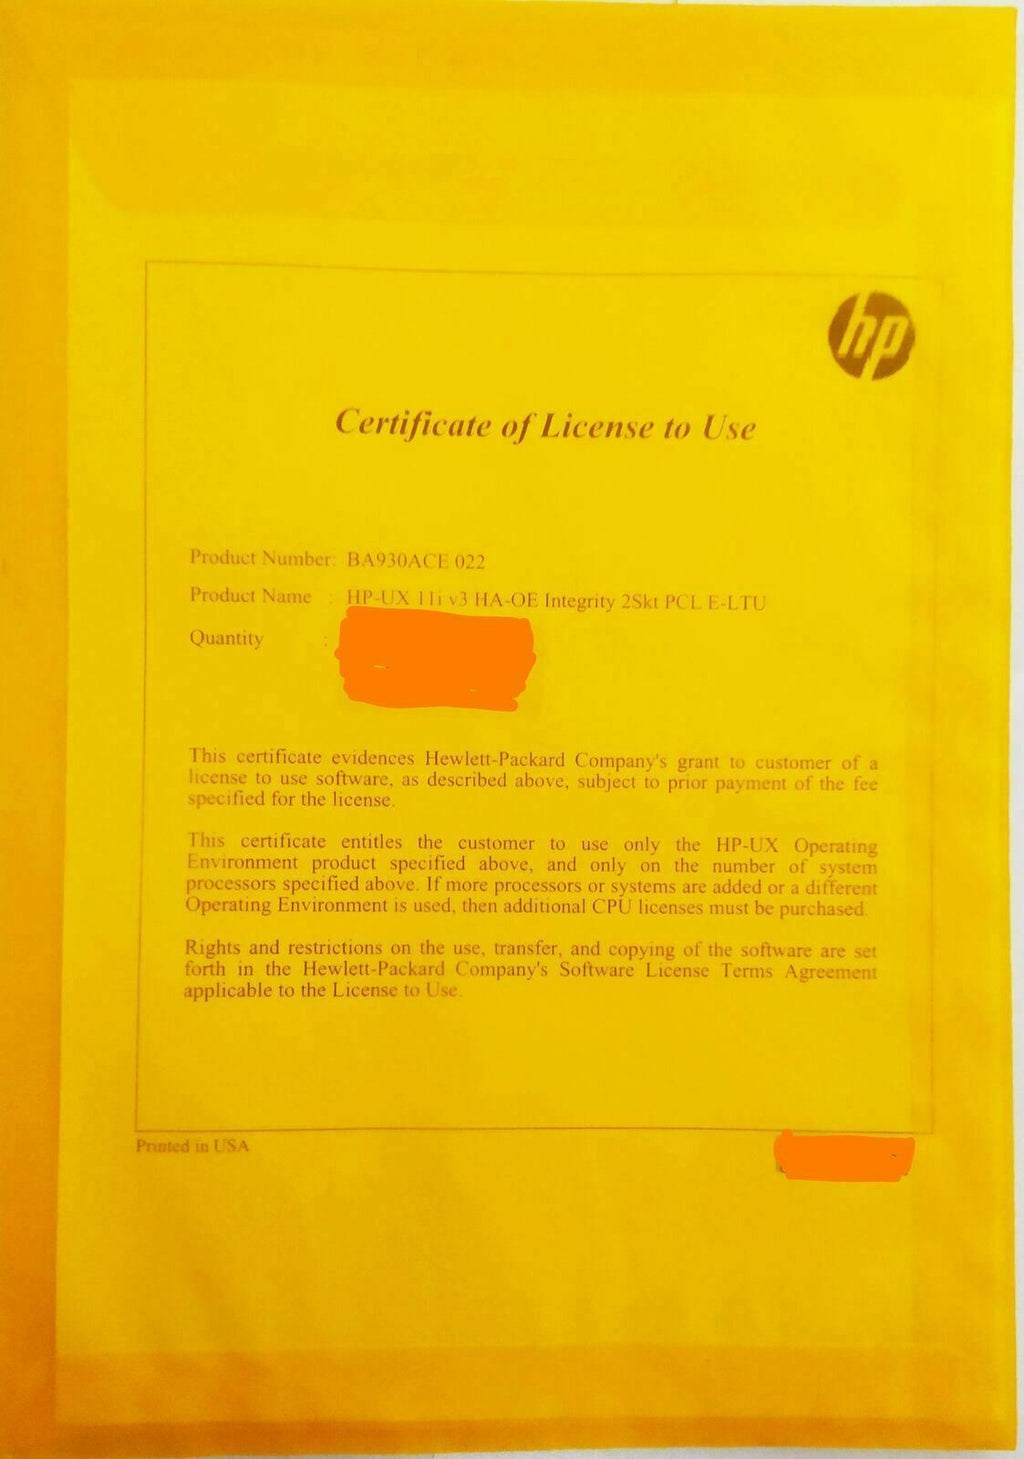 hp
Certificate of License to Use
Product Number: BA930ACE 022
Product Name : HP-UX 11i v3 HA-OE Integrity 2Skt PCL E-LTU
Quantity :
This certificate evidences Hewlett-Packard Company's grant to customer of a
license to use software, as described above, subject to prior payment of the fee
specified for the license.
This certificate entitles the customer to use only the HP-UX Operating
Environment product specified above, and only on the number of system
processors specified above. If more processors or systems are added or a different
Operating Environment is used, then additional CPU licenses must be purchased.
Rights and restrictions on the use, transfer, and copying of the software are set
forth in the Hewlett-Packard Company's Software License Terms Agreement
applicable to the License to Use.
Printed in USA